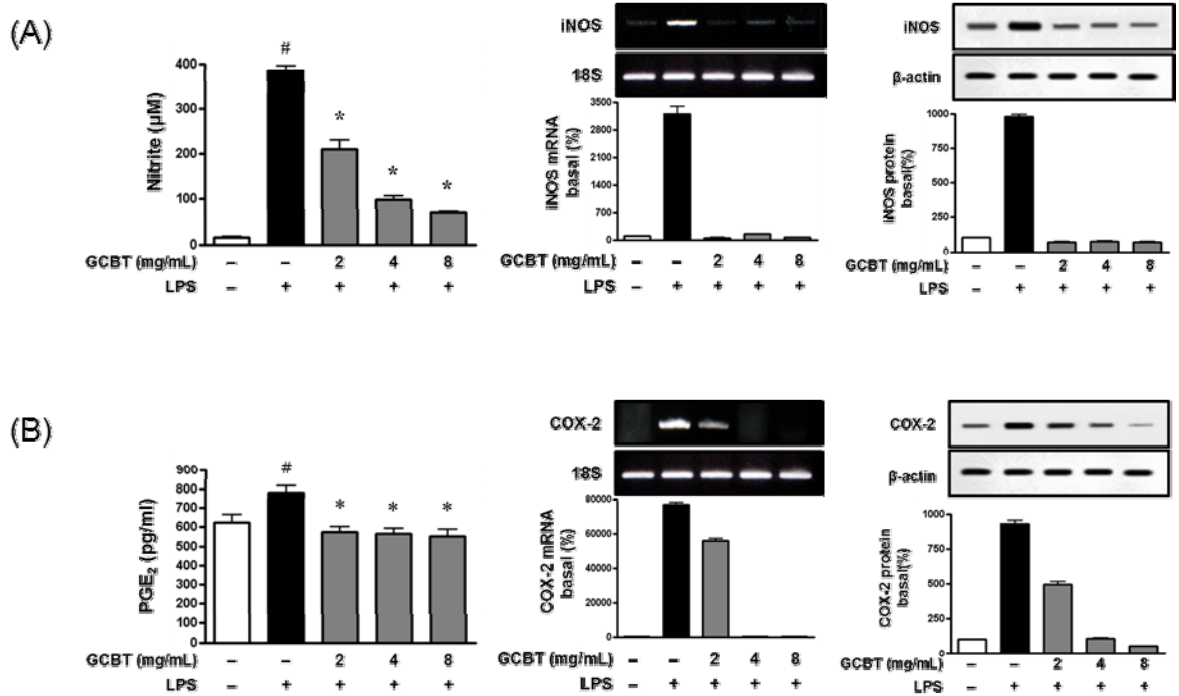 (A)
#
*
*
*
400
300
200
100
0
Nitrite (μM)
GCBT (mg/mL) – – 2 4 8
LPS – + + + +
iNOS
18S
3500
2800
2100
1400
700
0
iNOS mRNA
basal (%)
GCBT (mg/mL) – – 2 4 8
LPS – + + + +
iNOS
β-actin
1000
750
500
250
0
iNOS protein
basal(%)
GCBT (mg/mL) – – 2 4 8
LPS – + + + +
(B)
#
* * *
900
800
700
600
500
400
300
200
100
0
PGE₂ (pg/ml)
GCBT (mg/mL) – – 2 4 8
LPS – + + + +
COX-2
18S
80000
60000
40000
20000
0
COX-2 mRNA
basal (%)
GCBT (mg/mL) – – 2 4 8
LPS – + + + +
COX-2
β-actin
1000
750
500
250
0
COX-2 protein
basal(%)
GCBT (mg/mL) – – 2 4 8
LPS – + + + +